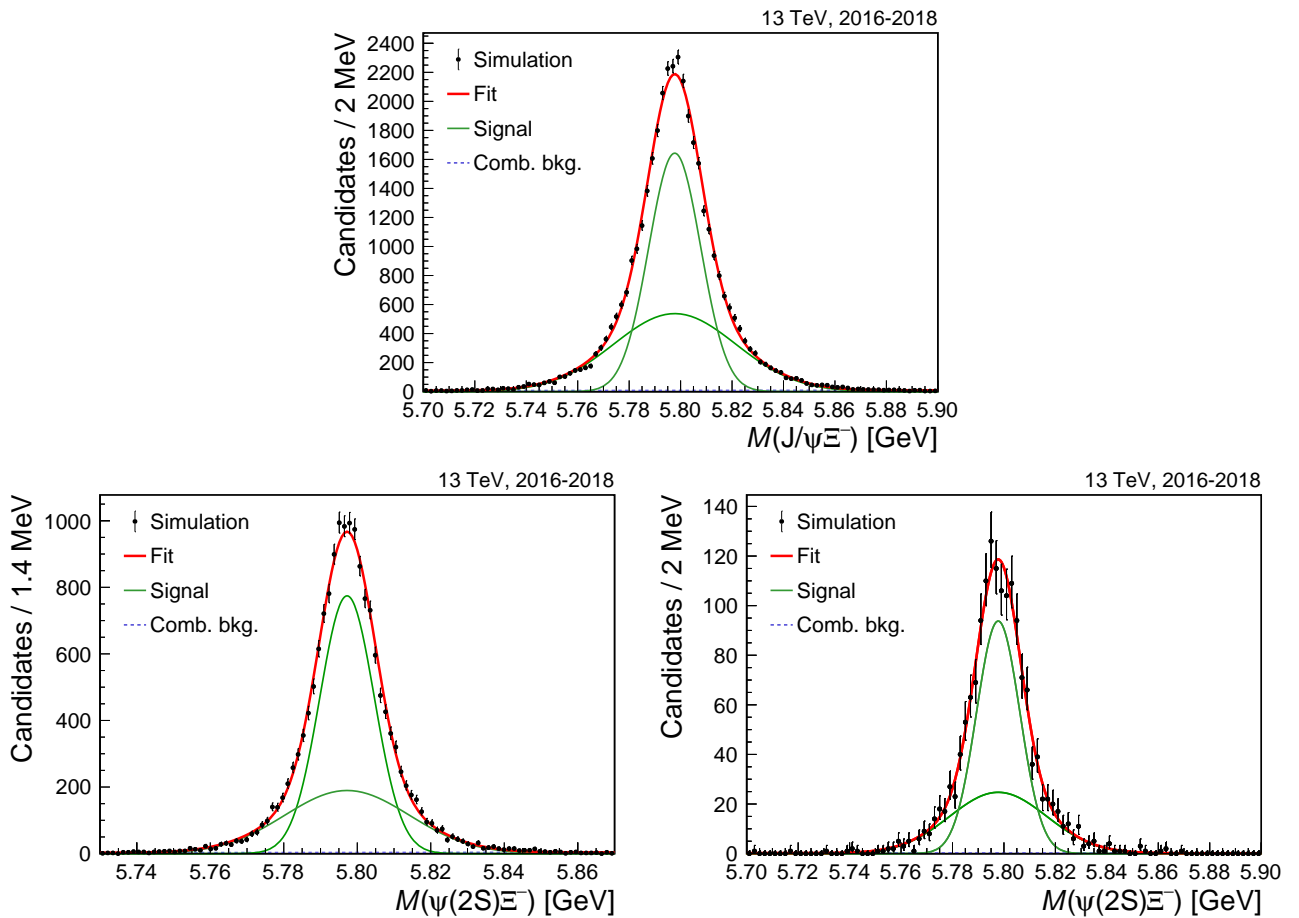 13 TeV, 2016-2018
Candidates / 2 MeV
2400
2200
2000
1800
1600
1400
1200
1000
800
600
400
200
0
Simulation
Fit
Signal
Comb. bkg.
5.70 5.72 5.74 5.76 5.78 5.80 5.82 5.84 5.86 5.88 5.90
M(J/ψΞ⁻) [GeV]
13 TeV, 2016-2018
Candidates / 1.4 MeV
1000
800
600
400
200
0
Simulation
Fit
Signal
Comb. bkg.
5.74 5.76 5.78 5.80 5.82 5.84 5.86
M(ψ(2S)Ξ⁻) [GeV]
13 TeV, 2016-2018
Candidates / 2 MeV
140
120
100
80
60
40
20
0
Simulation
Fit
Signal
Comb. bkg.
5.70 5.72 5.74 5.76 5.78 5.80 5.82 5.84 5.86 5.88 5.90
M(ψ(2S)Ξ⁻) [GeV]